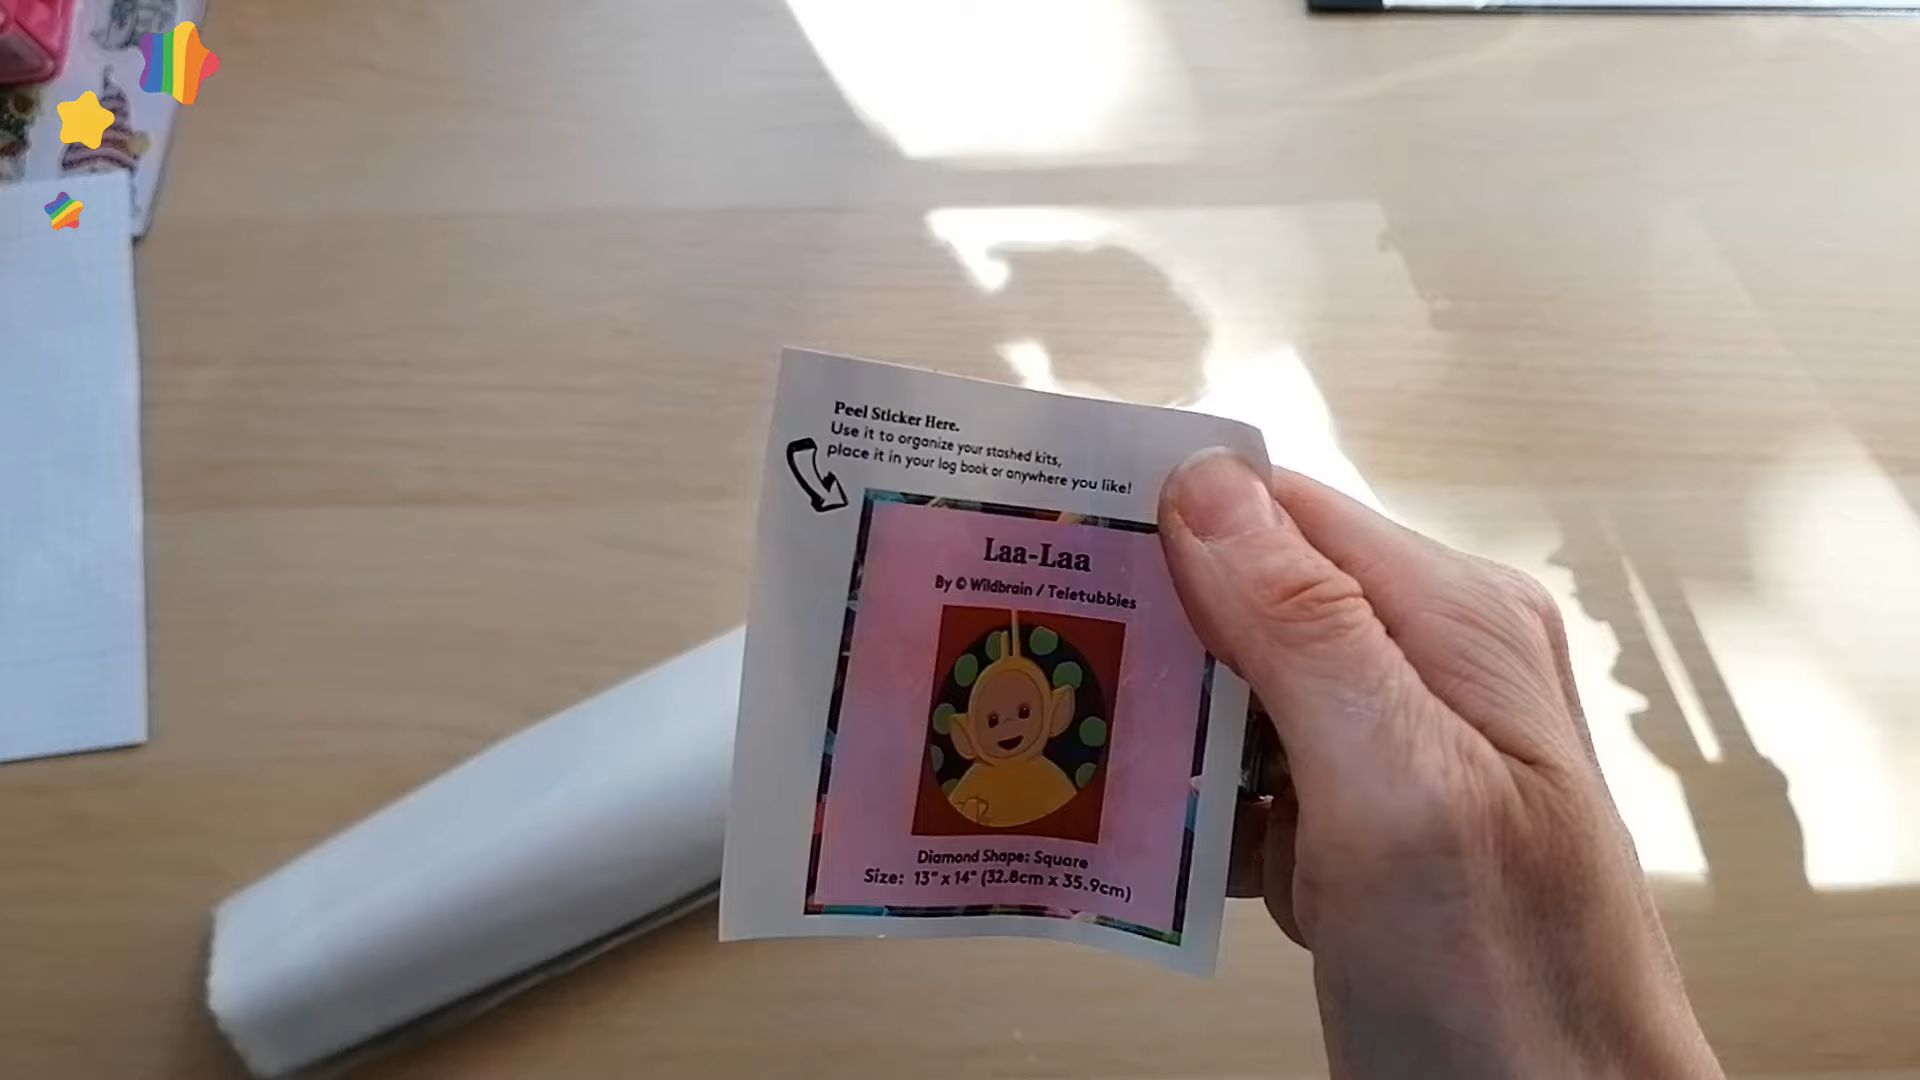 Peel Sticker Here.
Use it to organize your stashed kits,
place it in your log book or anywhere you like!
Laa-Laa
By © Wildbrain / Teletubbies
Diamond Shape: Square
Size: 13" x 14" (32.8cm x 35.9cm)